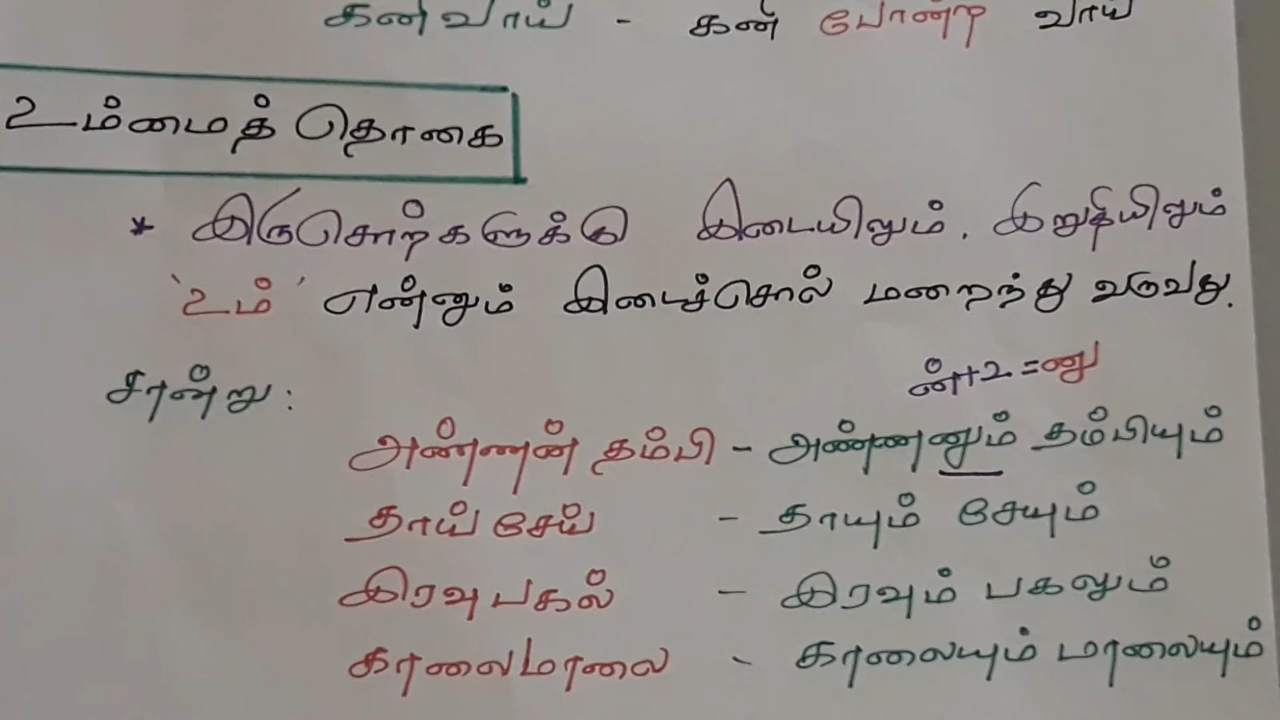 கனிவாய் - கனி போன்ற வாய்
உம்மைத் தொகை
* இருசொற்களுக்கு இடையிலும், இறுதியிலும்
'உம்' என்னும் இடைச்சொல் மறைந்து வருவது.
ன்+உ=னு
சான்று:
அண்ணன் தம்பி - அண்ணனும் தம்பியும்
தாய் சேய் - தாயும் சேயும்
இரவு பகல் - இரவும் பகலும்
காலை மாலை - காலையும் மாலையும்